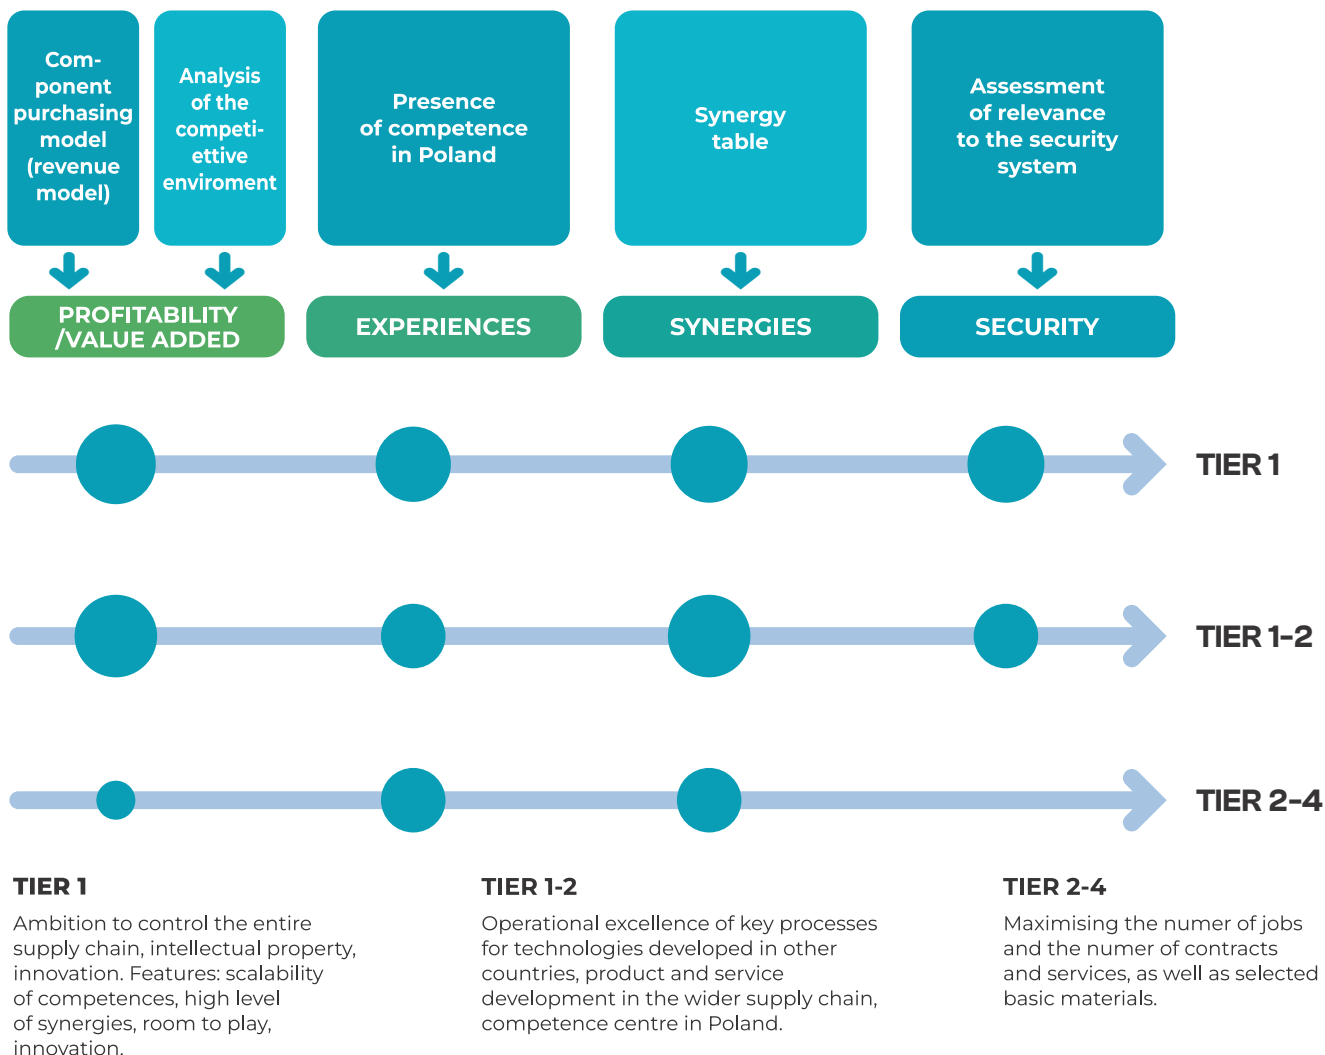 Com-
ponent
purchasing
model
(revenue
model)
Analysis
of the
competi-
ettive
enviroment
Presence
of competence
in Poland
Synergy
table
Assessment
of relevance
to the security
system
PROFITABILITY
/VALUE ADDED
EXPERIENCES
SYNERGIES
SECURITY
TIER 1
TIER 1-2
TIER 2-4
TIER 1
Ambition to control the entire
supply chain, intellectual property,
innovation. Features: scalability
of competences, high level
of synergies, room to play,
innovation.
TIER 1-2
Operational excellence of key processes
for technologies developed in other
countries, product and service
development in the wider supply chain,
competence centre in Poland.
TIER 2-4
Maximising the numer of jobs
and the numer of contracts
and services, as well as selected
basic materials.